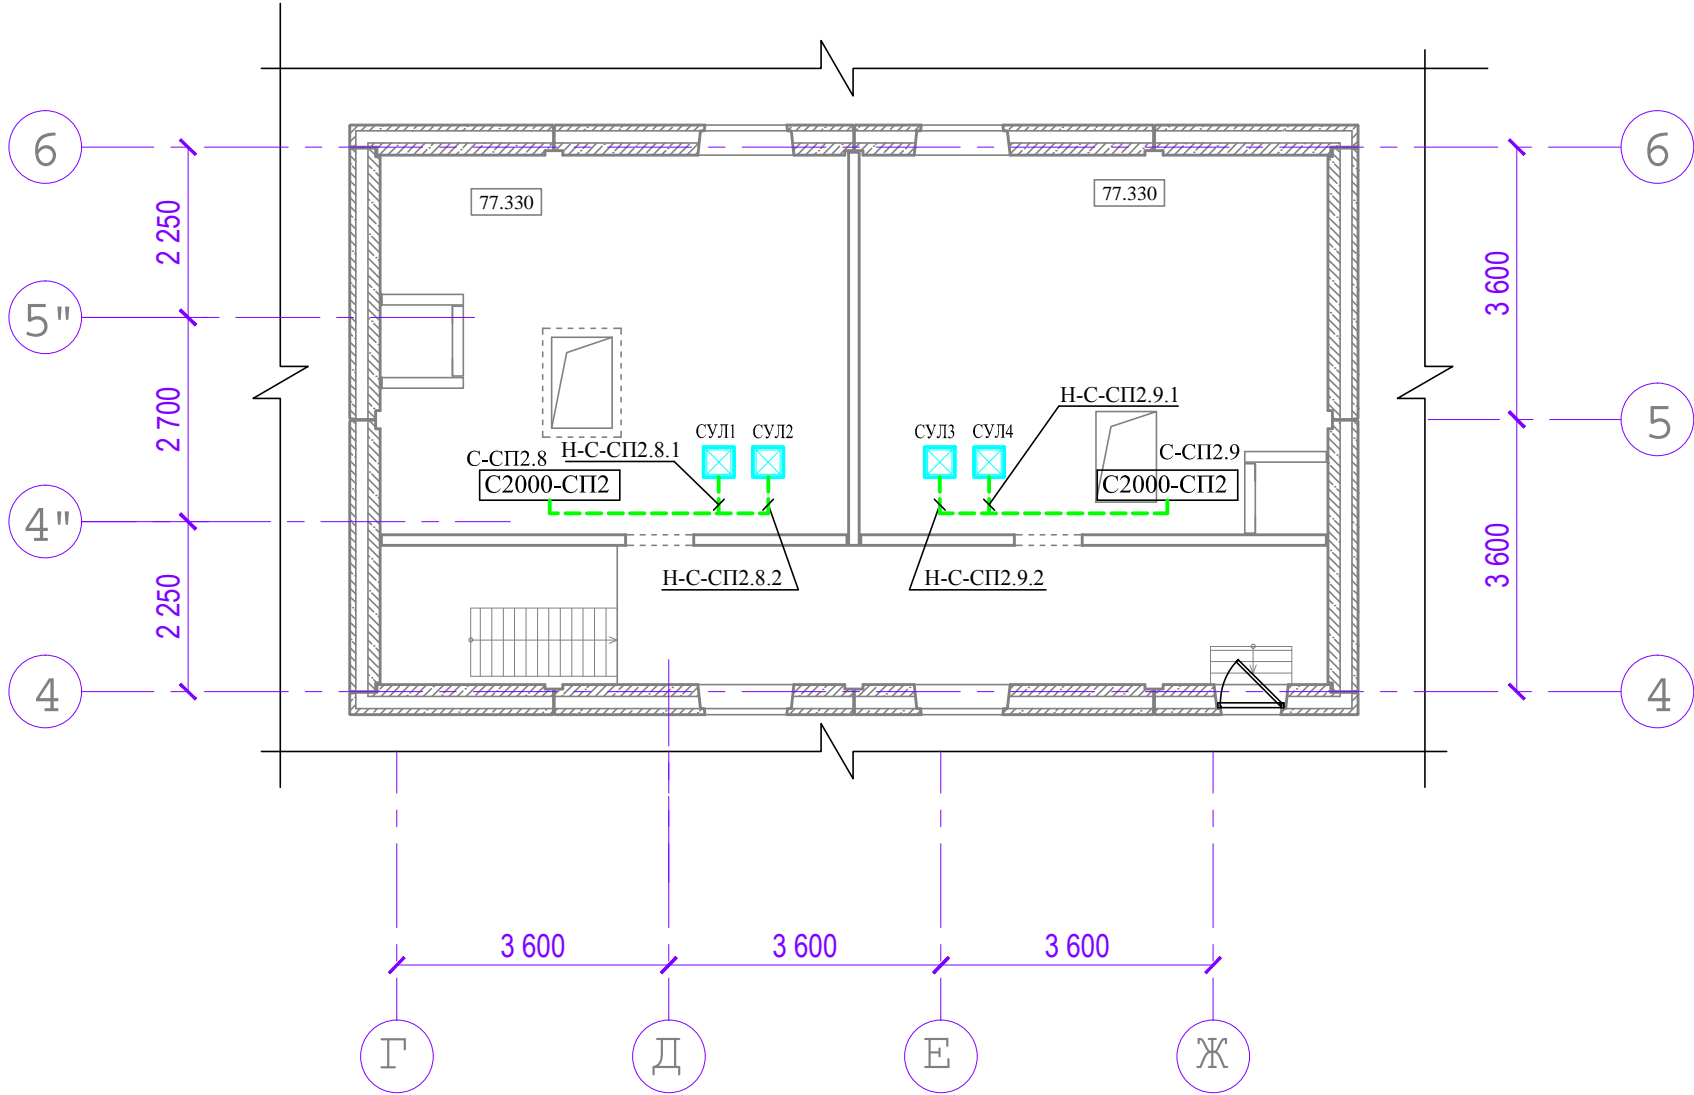 6
6
2 250
77.330
77.330
3 600
5"
2 700
Н-С-СП2.9.1
5
СУЛ1
СУЛ2
СУЛ3
СУЛ4
С-СП2.8
Н-С-СП2.8.1
С-СП2.9
С2000-СП2
С2000-СП2
4"
3 600
2 250
Н-С-СП2.8.2
Н-С-СП2.9.2
4
4
3 600
3 600
3 600
Г
Д
Е
Ж